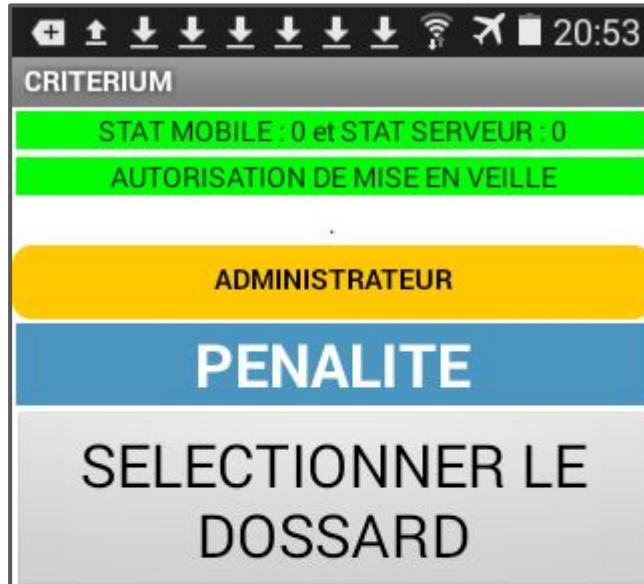 20:53
CRITERIUM
STAT MOBILE : 0 et STAT SERVEUR : 0
AUTORISATION DE MISE EN VEILLE
.
ADMINISTRATEUR
PENALITE
SELECTIONNER LE
DOSSARD